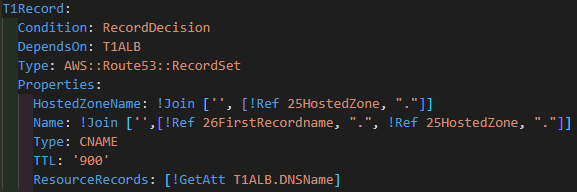 T1Record:
Condition: RecordDecision
DependsOn: T1ALB
Type: AWS::Route53::RecordSet
Properties:
HostedZoneName: !Join ['', [!Ref 25HostedZone, "."]]
Name: !Join ['',[!Ref 26FirstRecordname, ".", !Ref 25HostedZone, "."]]
Type: CNAME
TTL: '900'
ResourceRecords: [!GetAtt T1ALB.DNSName]